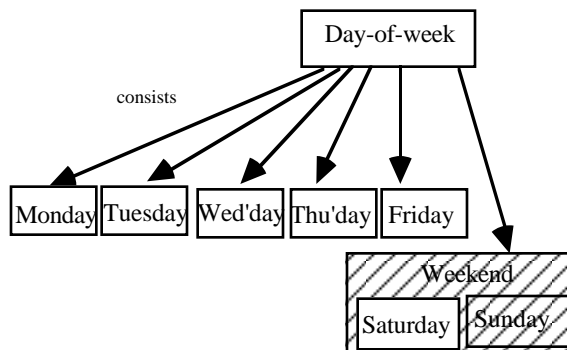 Day-of-week
consists
Monday Tuesday Wed'day Thu'day Friday
Weekend
Saturday Sunday